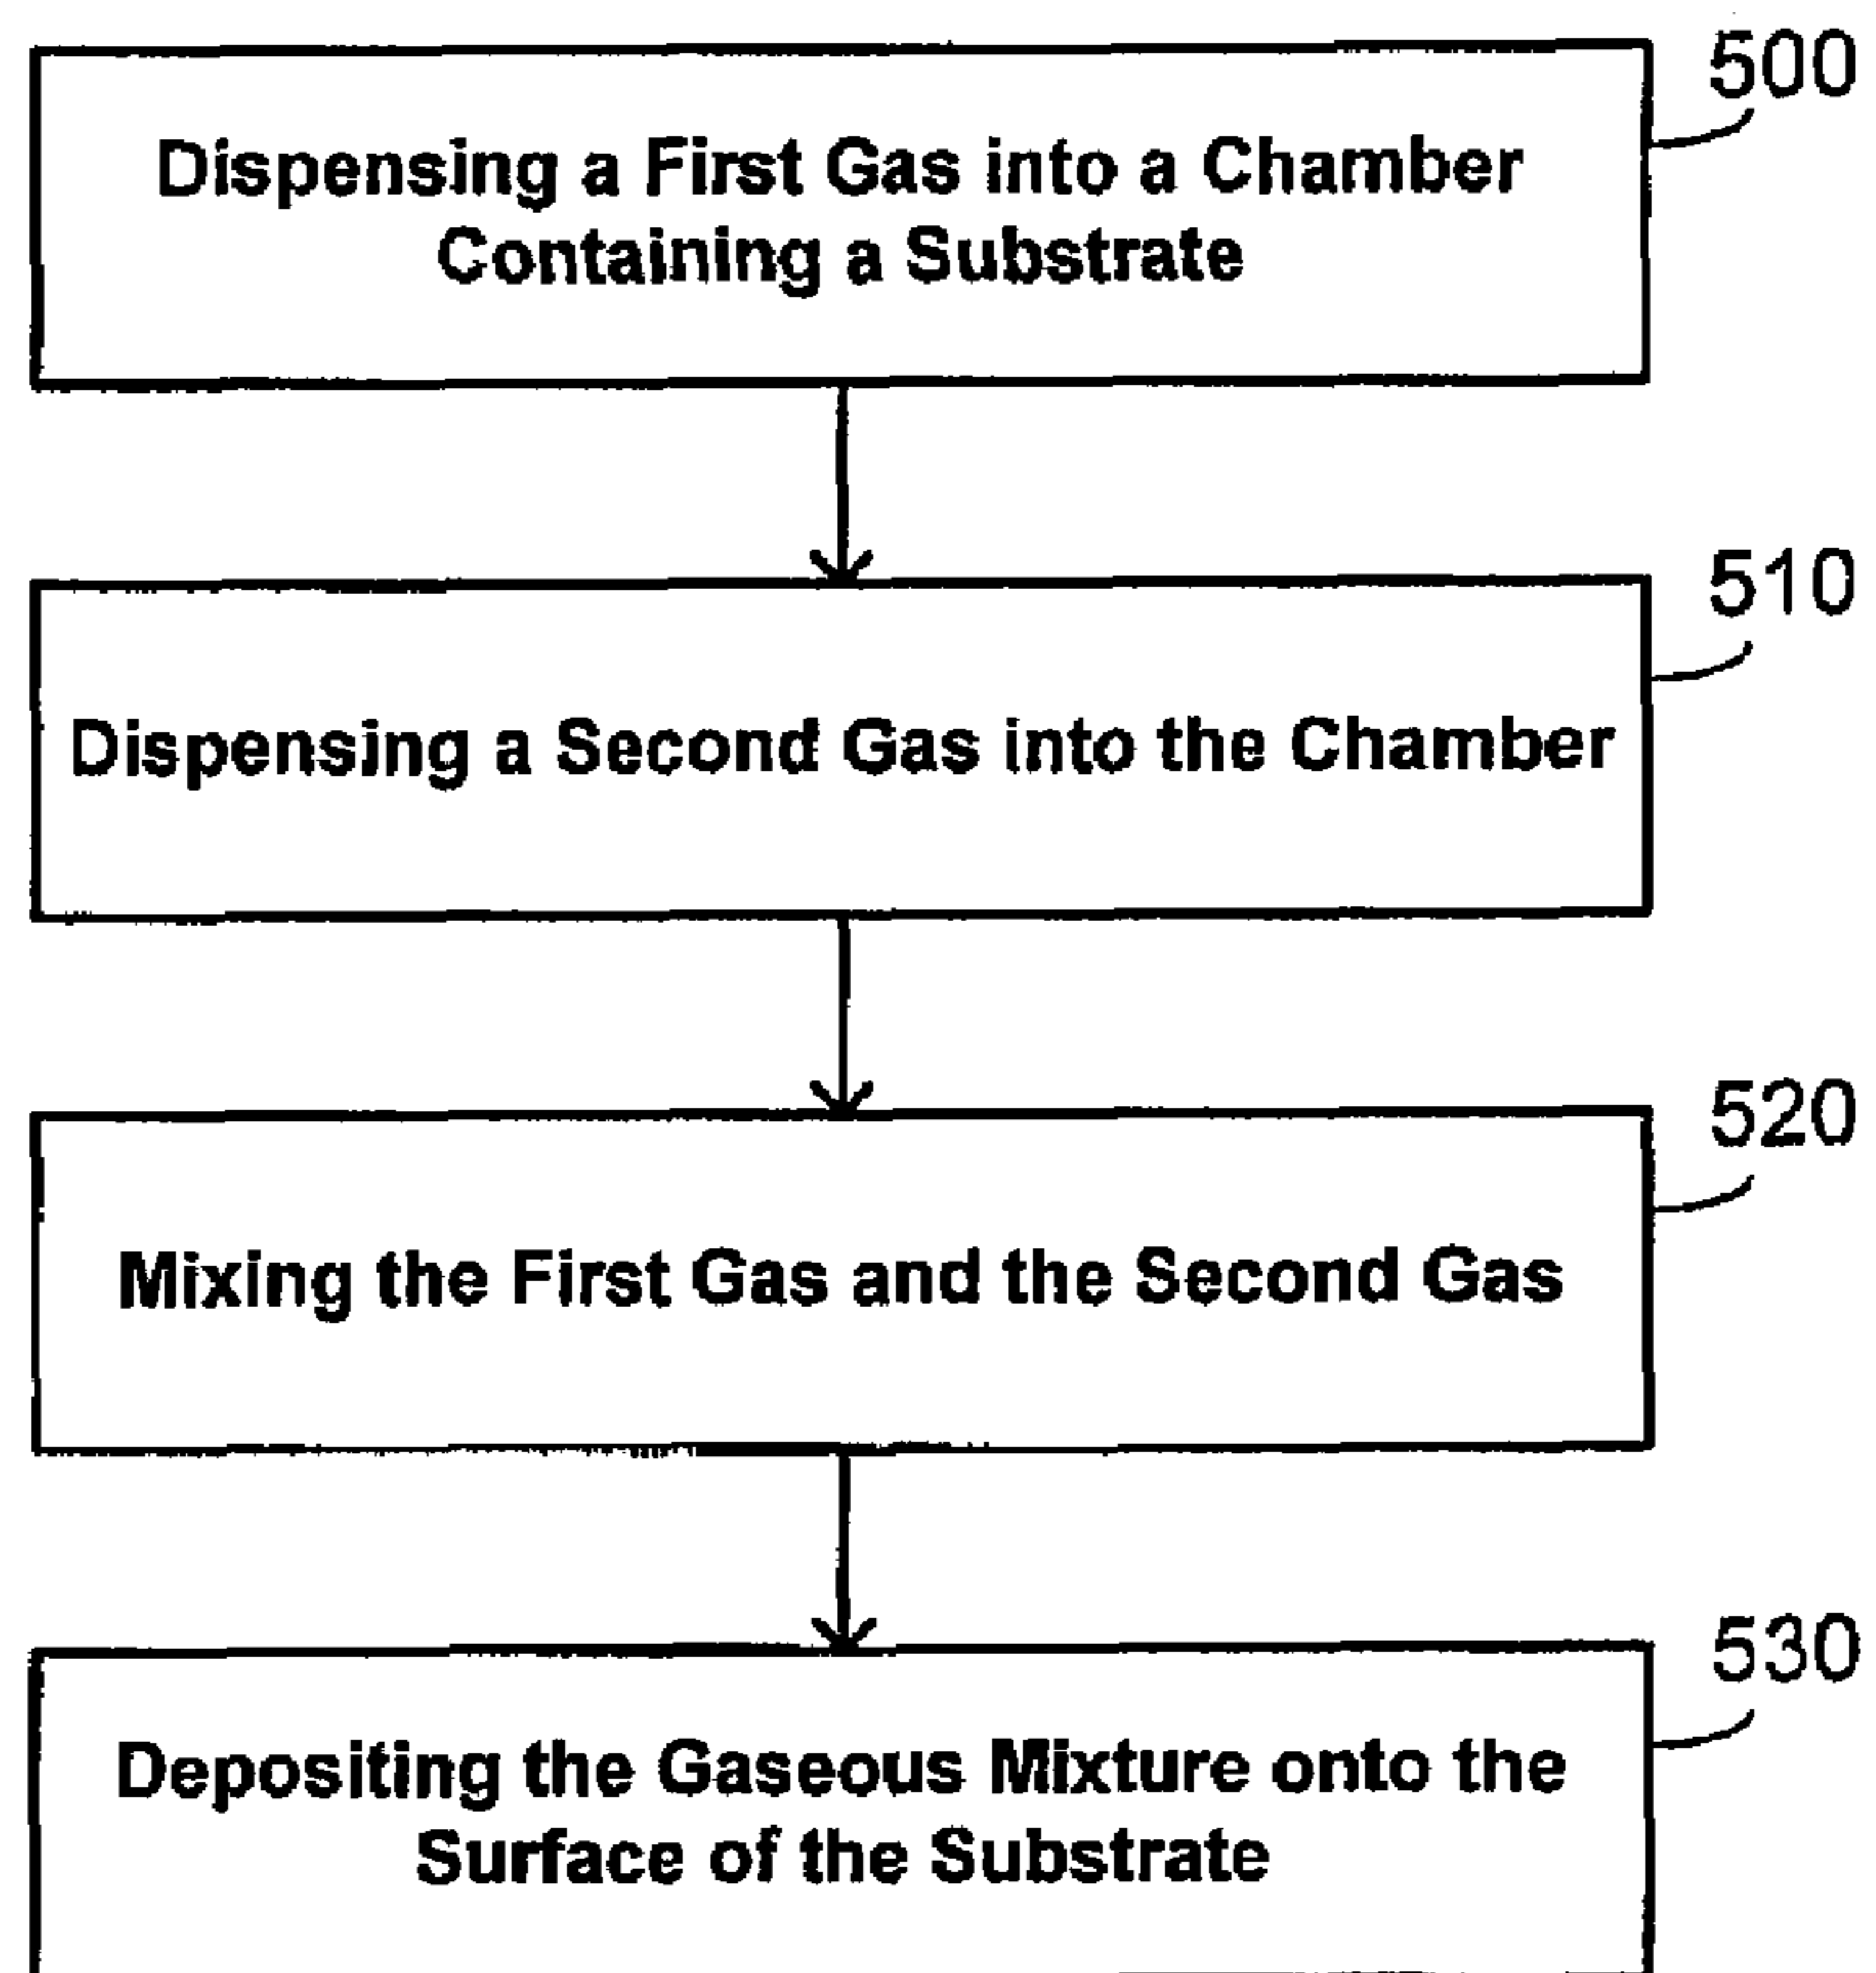 500
Dispensing a First Gas into a Chamber
Containing a Substrate
510
Dispensing a Second Gas into the Chamber
520
Mixing the First Gas and the Second Gas
530
Depositing the Gaseous Mixture onto the
Surface of the Substrate